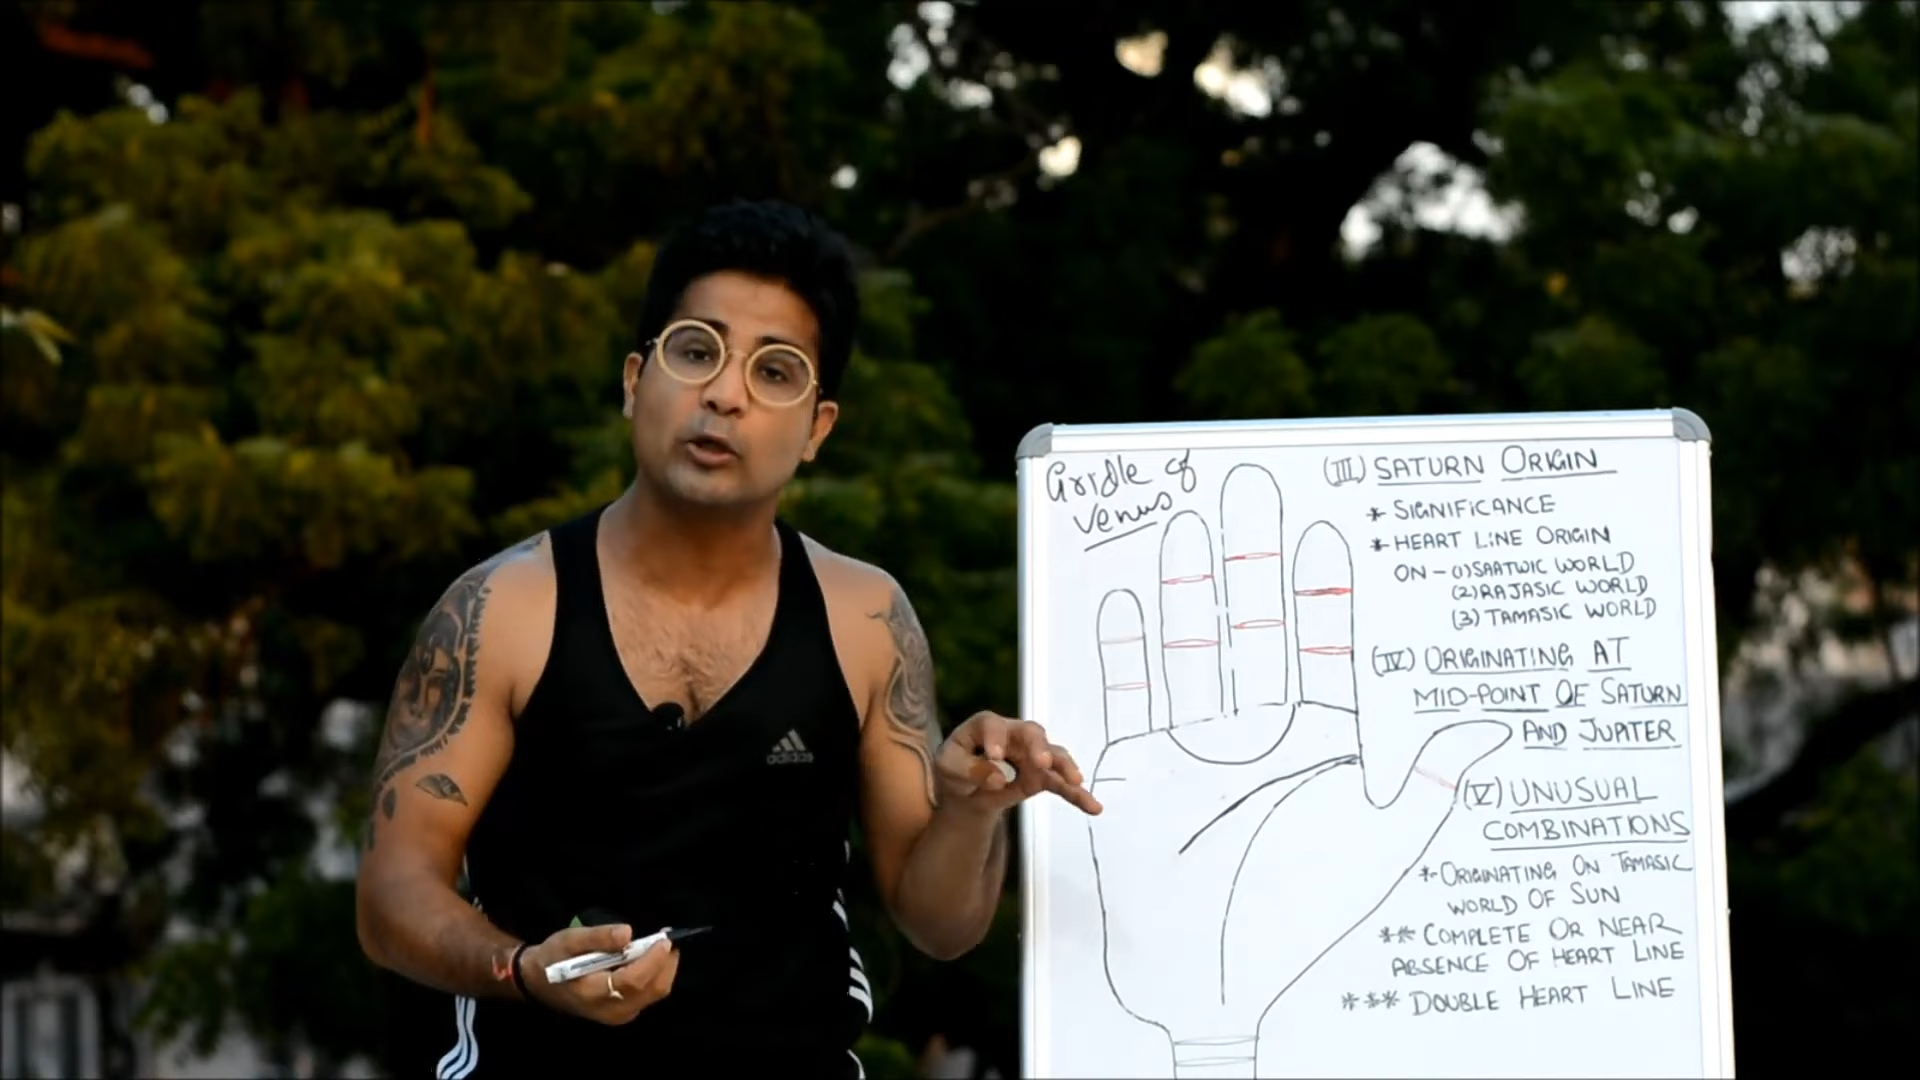 Gridle of
Venus
(III) SATURN ORIGIN
* SIGNIFICANCE
* HEART LINE ORIGIN
ON - (1) SAATWIC WORLD
(2) RAJASIC WORLD
(3) TAMASIC WORLD
(IV) ORIGINATING AT
MID-POINT OF SATURN
AND JUPITER
(V) UNUSUAL
COMBINATIONS
* ORIGINATING ON TAMASIC
WORLD OF SUN
** COMPLETE OR NEAR
ABSENCE OF HEART LINE
*** DOUBLE HEART LINE
adidas